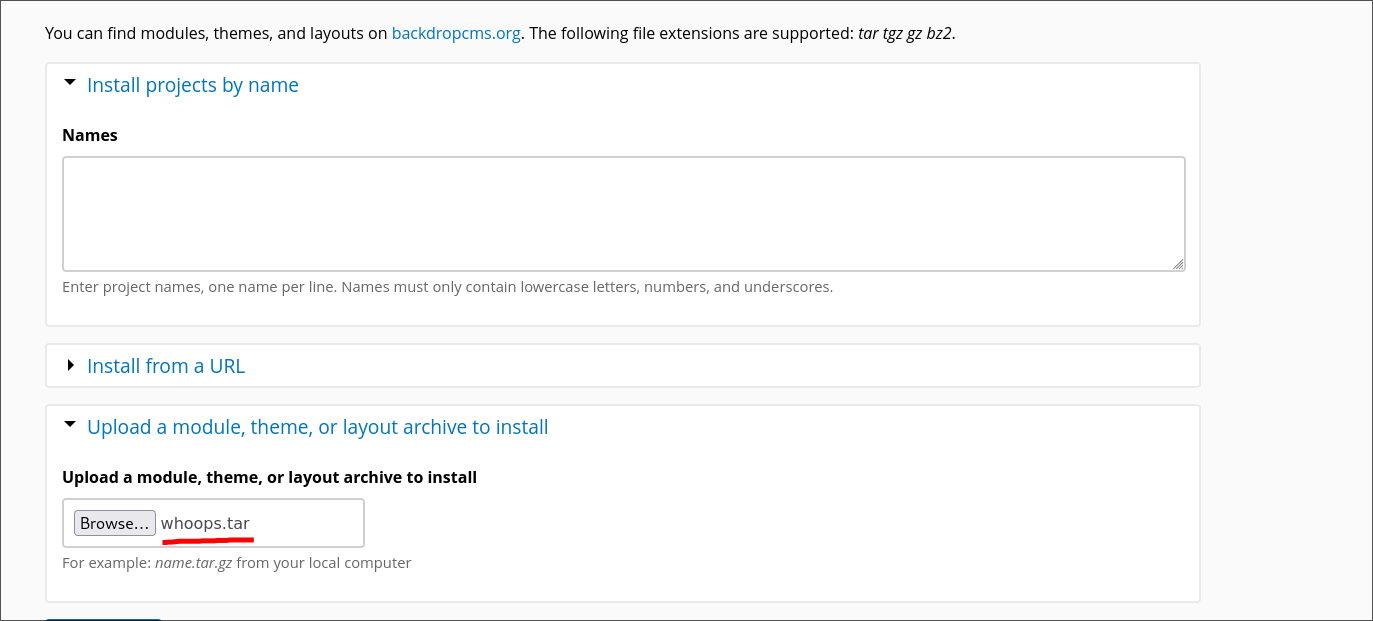 You can find modules, themes, and layouts on backdropcms.org. The following file extensions are supported: tar tgz gz bz2.
Install projects by name
Names
Enter project names, one name per line. Names must only contain lowercase letters, numbers, and underscores.
Install from a URL
Upload a module, theme, or layout archive to install
Upload a module, theme, or layout archive to install
Browse... whoops.tar
For example: name.tar.gz from your local computer